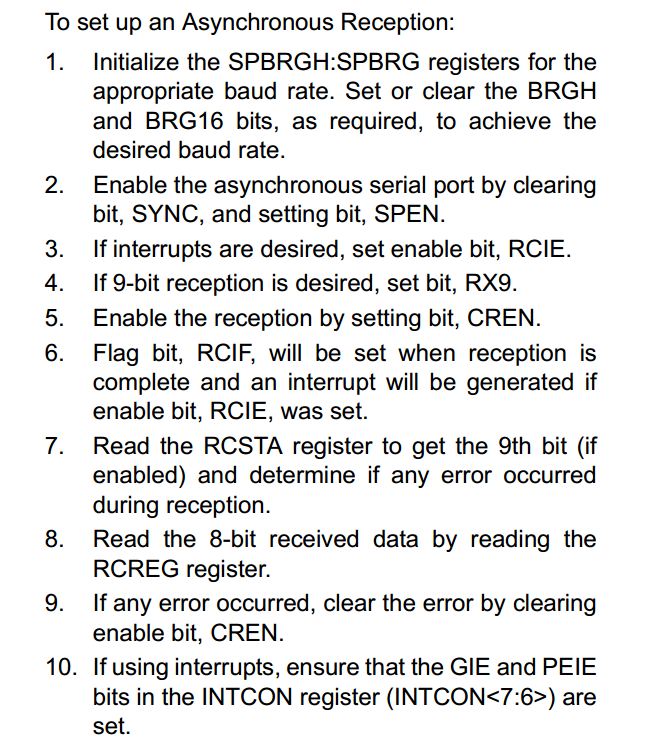 To set up an Asynchronous Reception:
1. Initialize the SPBRGH:SPBRG registers for the
appropriate baud rate. Set or clear the BRGH
and BRG16 bits, as required, to achieve the
desired baud rate.
2. Enable the asynchronous serial port by clearing
bit, SYNC, and setting bit, SPEN.
3. If interrupts are desired, set enable bit, RCIE.
4. If 9-bit reception is desired, set bit, RX9.
5. Enable the reception by setting bit, CREN.
6. Flag bit, RCIF, will be set when reception is
complete and an interrupt will be generated if
enable bit, RCIE, was set.
7. Read the RCSTA register to get the 9th bit (if
enabled) and determine if any error occurred
during reception.
8. Read the 8-bit received data by reading the
RCREG register.
9. If any error occurred, clear the error by clearing
enable bit, CREN.
10. If using interrupts, ensure that the GIE and PEIE
bits in the INTCON register (INTCON<7:6>) are
set.